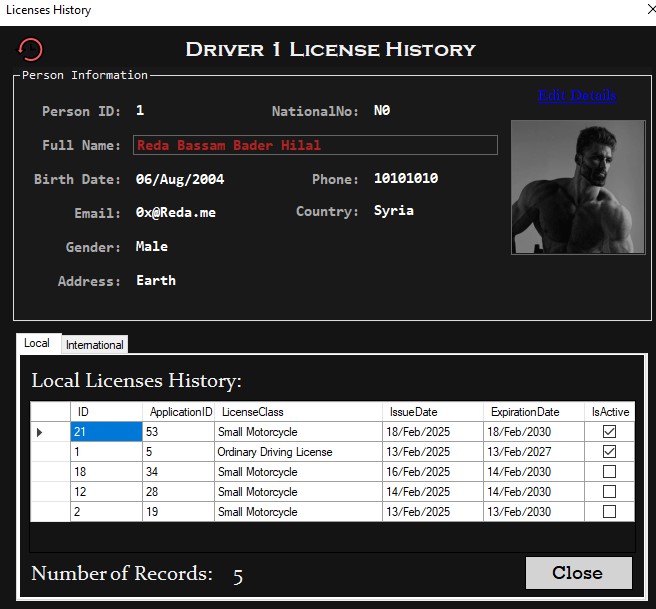 Licenses History
DRIVER 1 LICENSE HISTORY
Person Information
Edit Details
Person ID: 1 NationalNo: N0
Full Name: Reda Bassam Bader Hilal
Birth Date: 06/Aug/2004 Phone: 10101010
Email: 0x@Reda.me Country: Syria
Gender: Male
Address: Earth
Local International
Local Licenses History:
ID ApplicationID LicenseClass IssueDate ExpirationDate IsActive
21 53 Small Motorcycle 18/Feb/2025 18/Feb/2030
1 5 Ordinary Driving License 13/Feb/2025 13/Feb/2027
18 34 Small Motorcycle 16/Feb/2025 14/Feb/2030
12 28 Small Motorcycle 14/Feb/2025 14/Feb/2030
2 19 Small Motorcycle 13/Feb/2025 13/Feb/2030
Number of Records: 5
Close